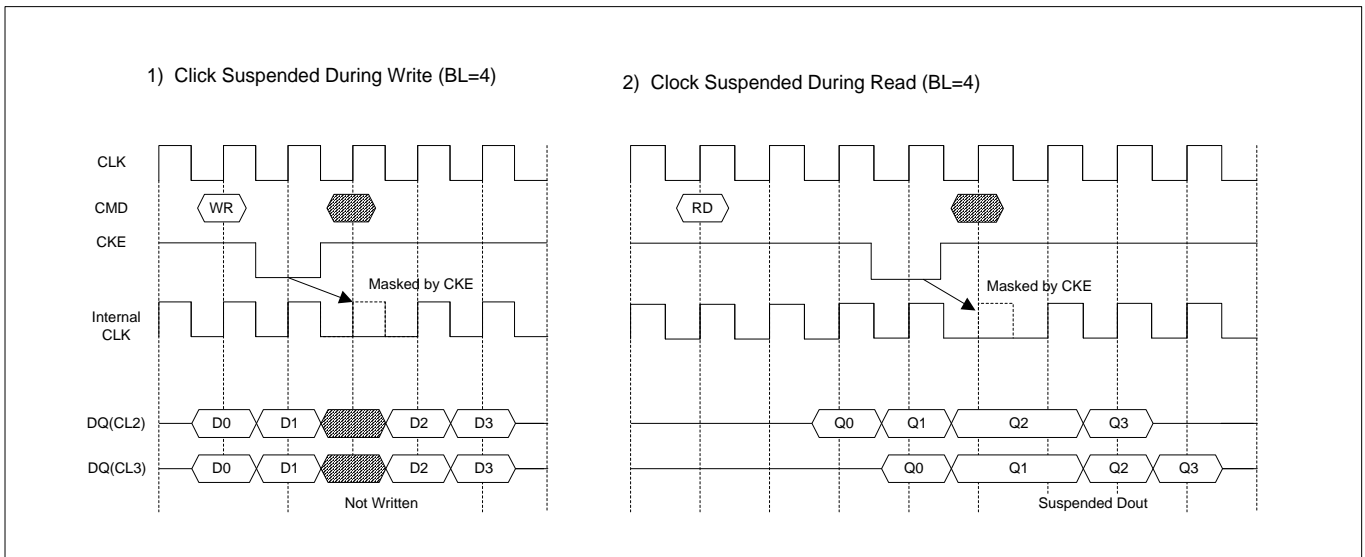 1) Click Suspended During Write (BL=4)
2) Clock Suspended During Read (BL=4)
CLK
CMD
WR
RD
CKE
Masked by CKE
Masked by CKE
Internal
CLK
DQ(CL2)
D0 D1 D2 D3
Q0 Q1 Q2 Q3
DQ(CL3)
D0 D1 D2 D3
Q0 Q1 Q2 Q3
Not Written
Suspended Dout